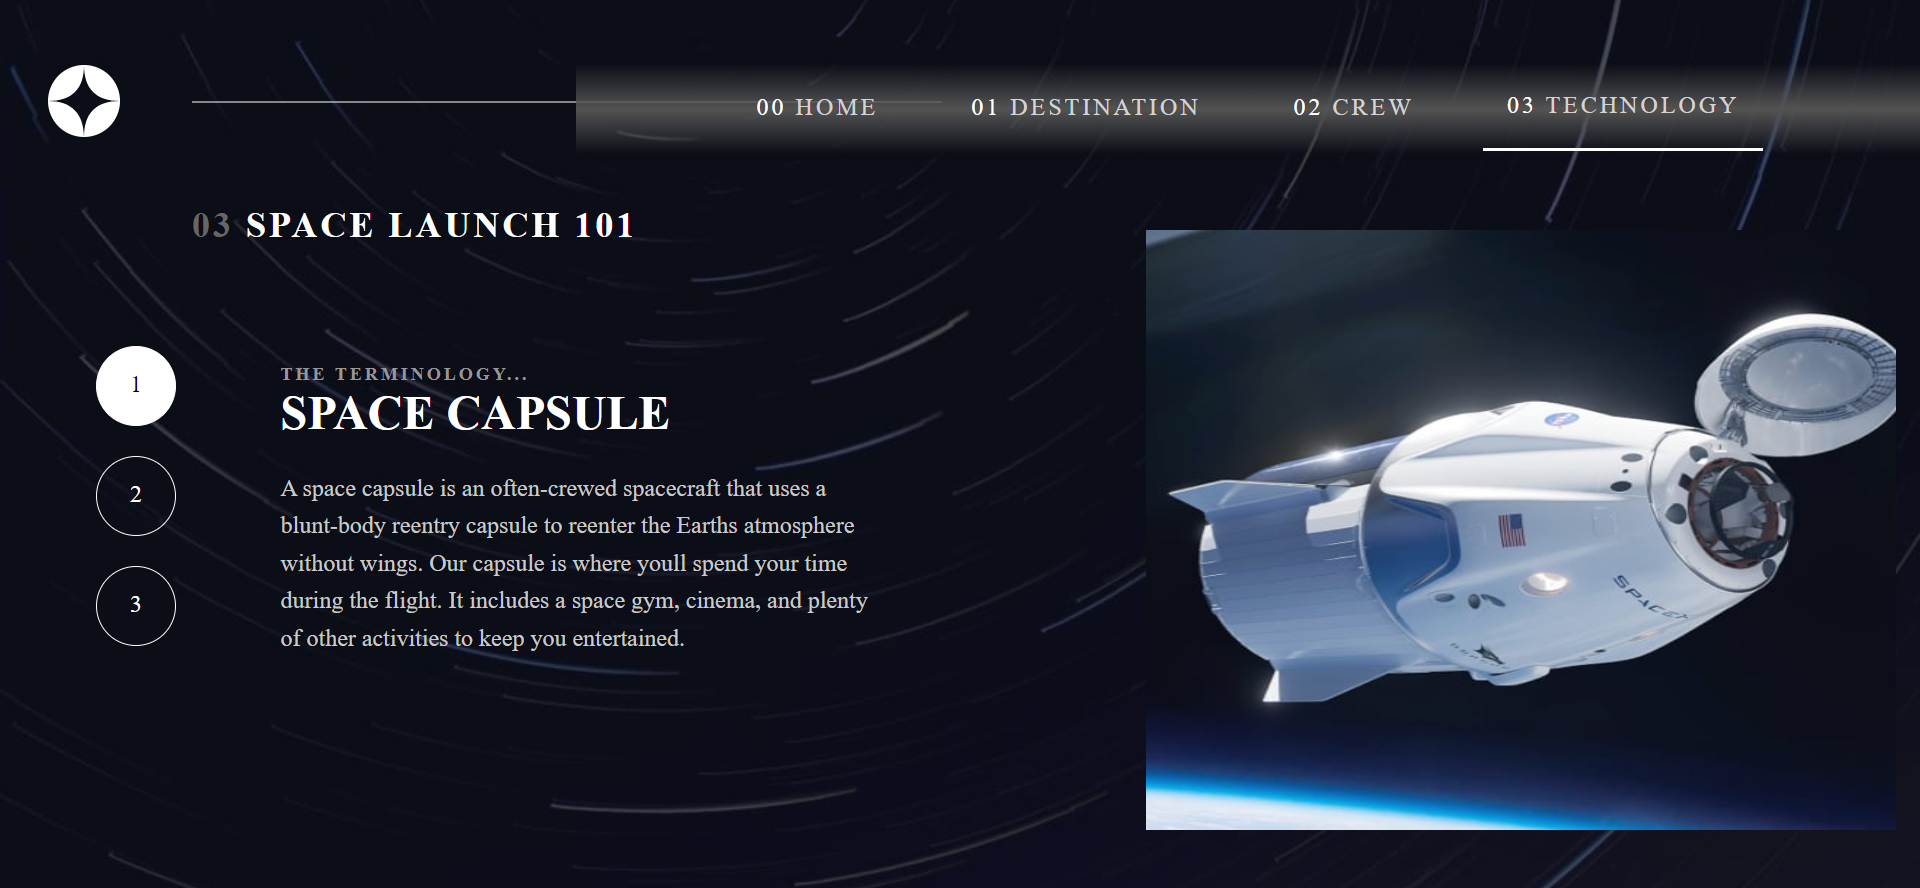 00 HOME 01 DESTINATION 02 CREW 03 TECHNOLOGY
03 SPACE LAUNCH 101
1
2
3
THE TERMINOLOGY...
SPACE CAPSULE
A space capsule is an often-crewed spacecraft that uses a
blunt-body reentry capsule to reenter the Earths atmosphere
without wings. Our capsule is where youll spend your time
during the flight. It includes a space gym, cinema, and plenty
of other activities to keep you entertained.
SPACEX